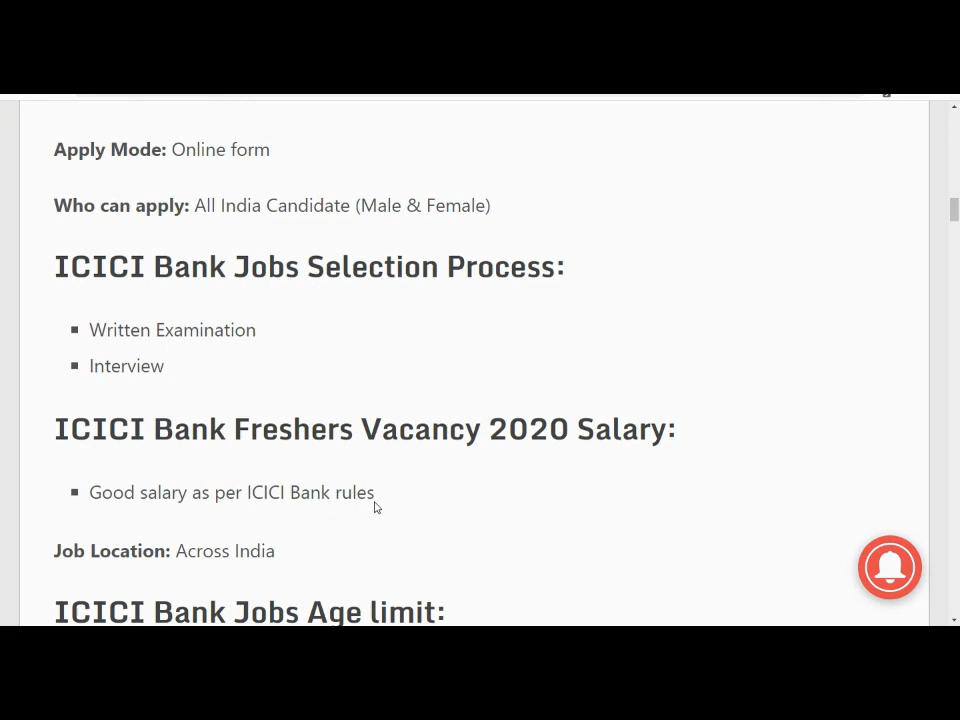 Apply Mode: Online form
Who can apply: All India Candidate (Male & Female)
ICICI Bank Jobs Selection Process:
Written Examination
Interview
ICICI Bank Freshers Vacancy 2020 Salary:
Good salary as per ICICI Bank rules
Job Location: Across India
ICICI Bank Jobs Age limit: